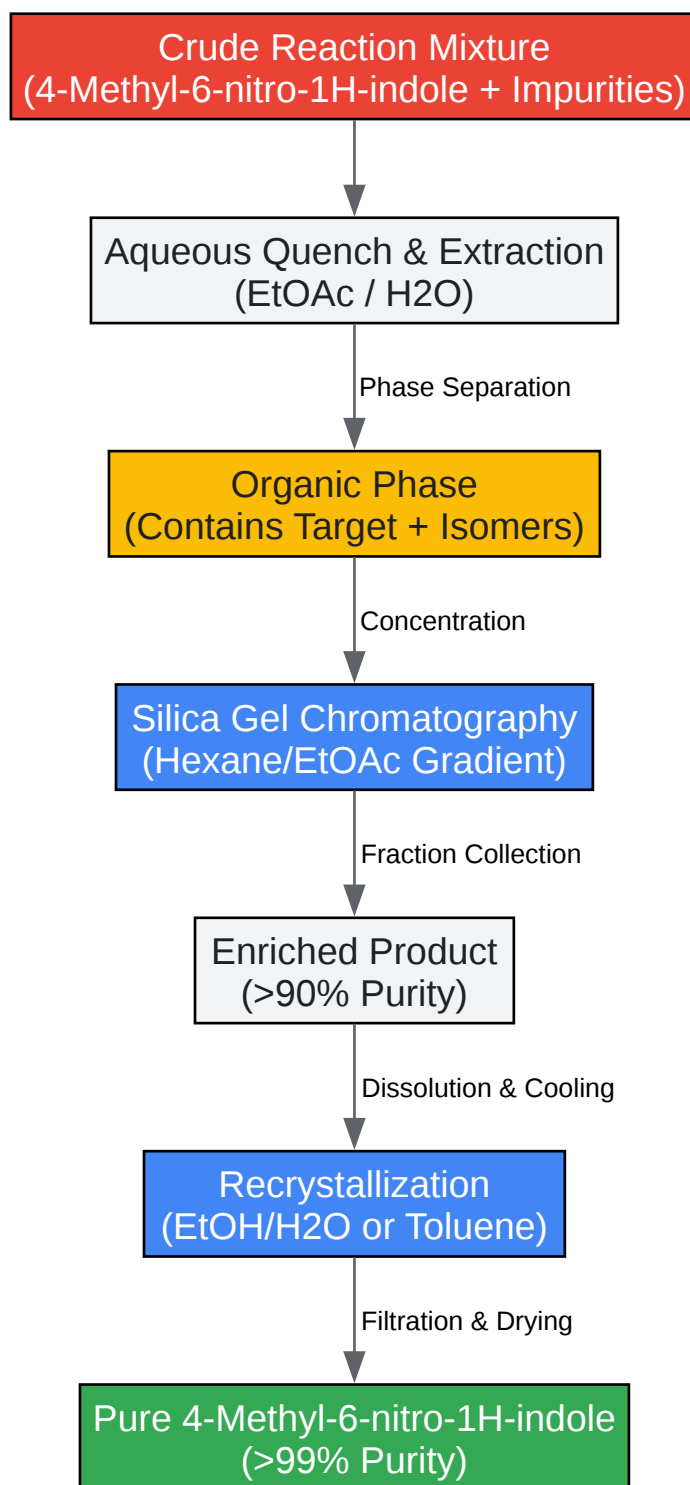 Crude Reaction Mixture
(4-Methyl-6-nitro-1H-indole + Impurities)
Aqueous Quench & Extraction
(EtOAc / H2O)
Phase Separation
Organic Phase
(Contains Target + Isomers)
Concentration
Silica Gel Chromatography
(Hexane/EtOAc Gradient)
Fraction Collection
Enriched Product
(>90% Purity)
Dissolution & Cooling
Recrystallization
(EtOH/H2O or Toluene)
Filtration & Drying
Pure 4-Methyl-6-nitro-1H-indole
(>99% Purity)